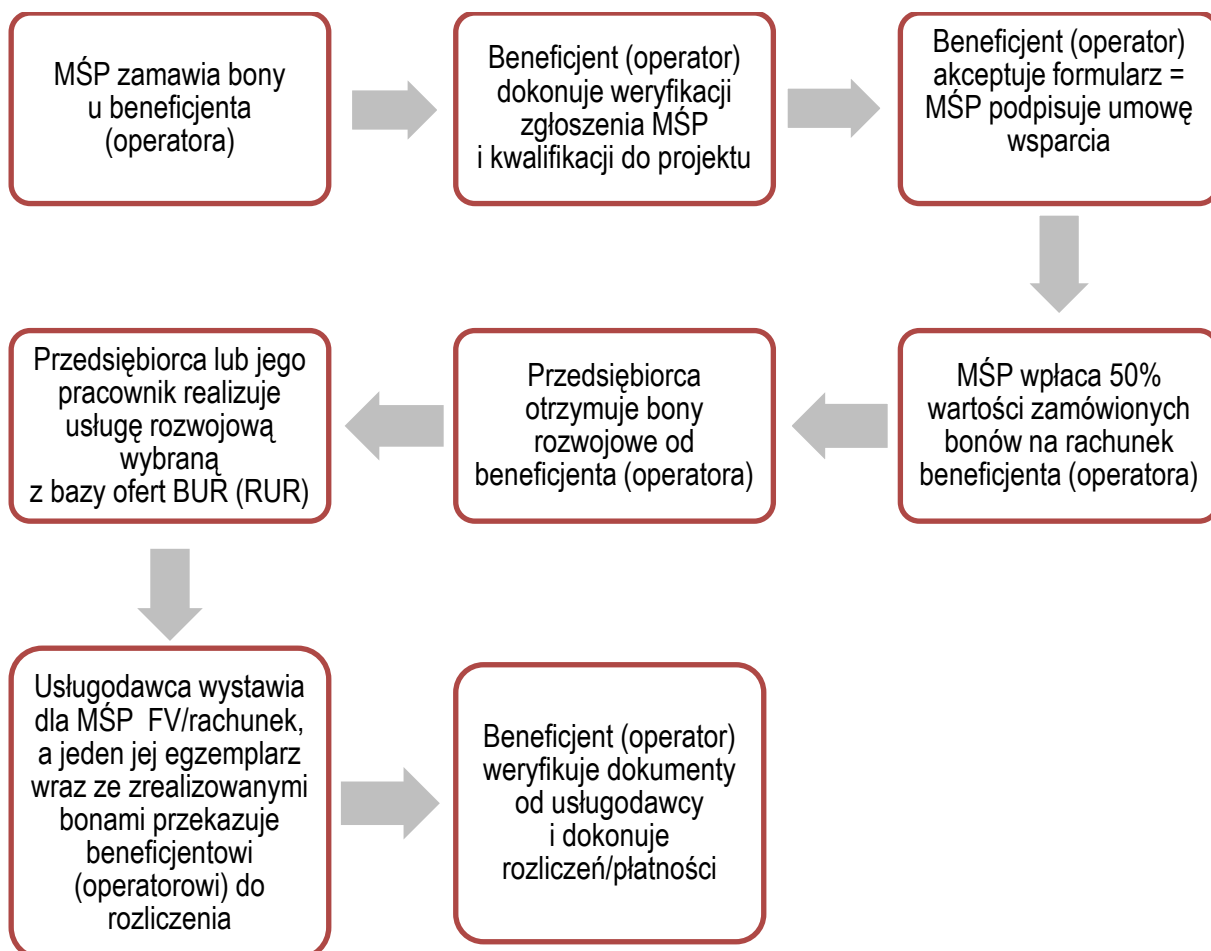 MŚP zamawia bony
u beneficjenta
(operatora)
Beneficjent (operator)
dokonuje weryfikacji
zgłoszenia MŚP
i kwalifikacji do projektu
Beneficjent (operator)
akceptuje formularz =
MŚP podpisuje umowę
wsparcia
MŚP wpłaca 50%
wartości zamówionych
bonów na rachunek
beneficjenta (operatora)
Przedsiębiorca
otrzymuje bony
rozwojowe od
beneficjenta (operatora)
Przedsiębiorca lub jego
pracownik realizuje
usługę rozwojową
wybraną
z bazy ofert BUR (RUR)
Usługodawca wystawia
dla MŚP FV/rachunek,
a jeden jej egzemplarz
wraz ze zrealizowanymi
bonami przekazuje
beneficjentowi
(operatorowi) do
rozliczenia
Beneficjent (operator)
weryfikuje dokumenty
od usługodawcy
i dokonuje
rozliczeń/płatności